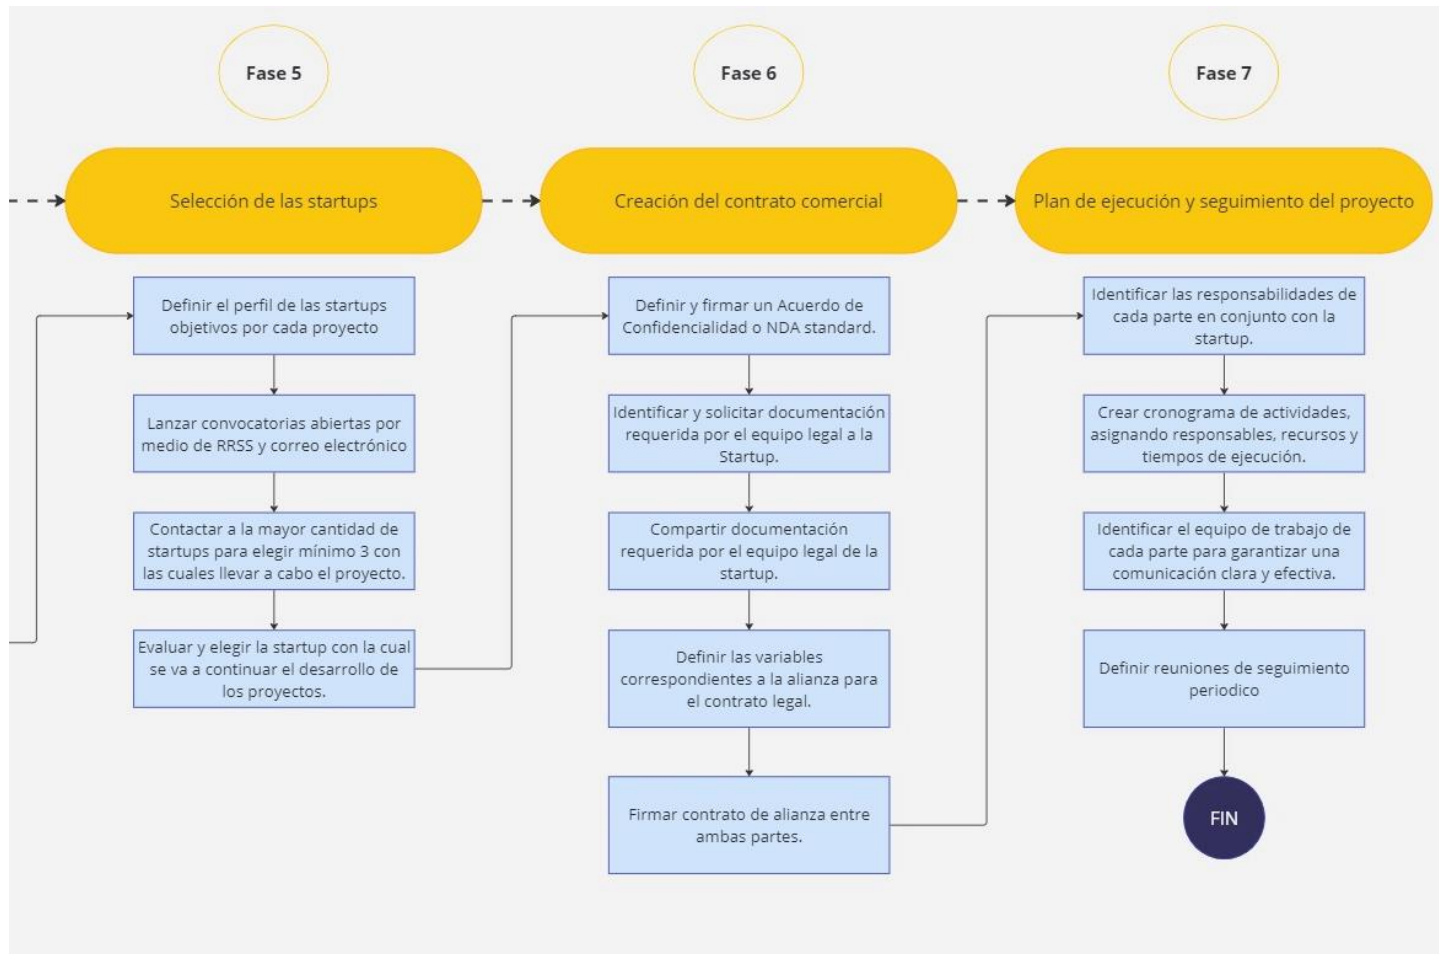 Fase 5
Selección de las startups
Definir el perfil de las startups
objetivos por cada proyecto
Lanzar convocatorias abiertas por
medio de RRSS y correo electrónico
Contactar a la mayor cantidad de
startups para elegir mínimo 3 con
las cuales llevar a cabo el proyecto.
Evaluar y elegir la startup con la cual
se va a continuar el desarrollo de
los proyectos.
Fase 6
Creación del contrato comercial
Definir y firmar un Acuerdo de
Confidencialidad o NDA standard.
Identificar y solicitar documentación
requerida por el equipo legal a la
Startup.
Compartir documentación
requerida por el equipo legal de la
startup.
Definir las variables
correspondientes a la alianza para
el contrato legal.
Firmar contrato de alianza entre
ambas partes.
Fase 7
Plan de ejecución y seguimiento del proyecto
Identificar las responsabilidades de
cada parte en conjunto con la
startup.
Crear cronograma de actividades,
asignando responsables, recursos y
tiempos de ejecución.
Identificar el equipo de trabajo de
cada parte para garantizar una
comunicación clara y efectiva.
Definir reuniones de seguimiento
periodico
FIN